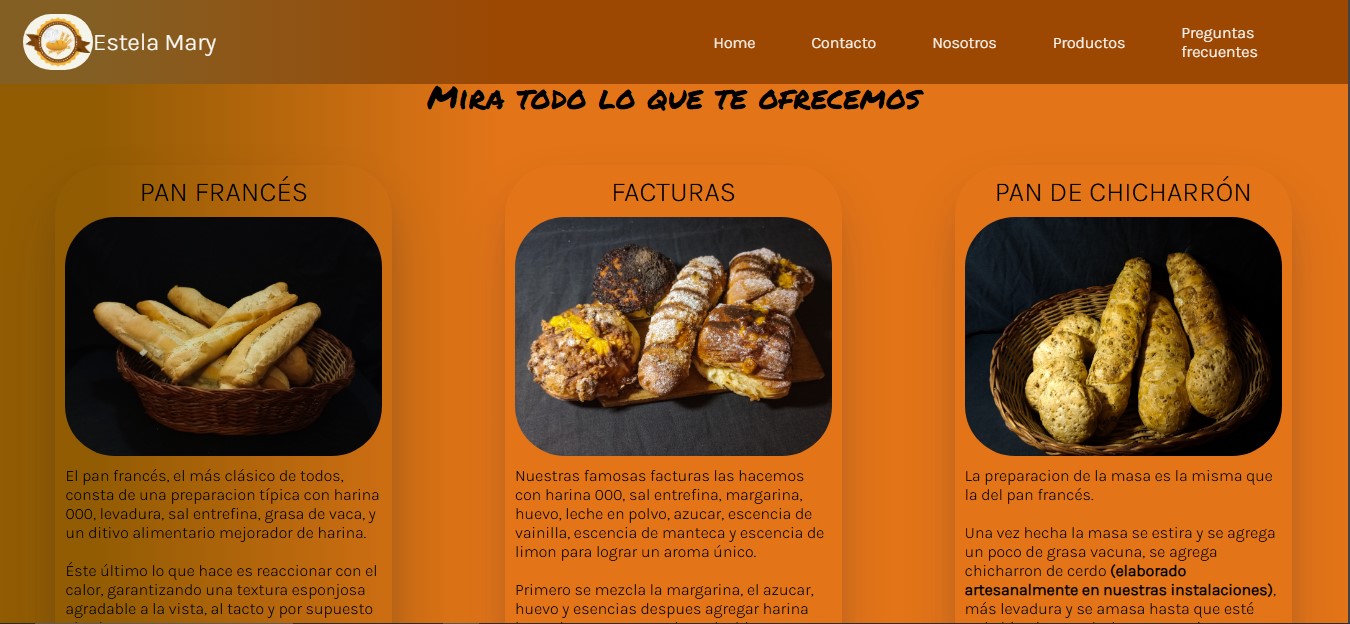 Estela Mary
Home
Contacto
Nosotros
Productos
Preguntas
frecuentes
Mira todo lo que te ofrecemos
PAN FRANCÉS
El pan francés, el más clásico de todos,
consta de una preparacion típica con harina
000, levadura, sal entrefina, grasa de vaca, y
un ditivo alimentario mejorador de harina.
Éste último lo que hace es reaccionar con el
calor, garantizando una textura esponjosa
agradable a la vista, al tacto y por supuesto
FACTURAS
Nuestras famosas facturas las hacemos
con harina 000, sal entrefina, margarina,
huevo, leche en polvo, azucar, escencia de
vainilla, escencia de manteca y escencia de
limon para lograr un aroma único.
Primero se mezcla la margarina, el azucar,
huevo y esencias despues agregar harina
PAN DE CHICHARRÓN
La preparacion de la masa es la misma que
la del pan francés.
Una vez hecha la masa se estira y se agrega
un poco de grasa vacuna, se agrega
chicharron de cerdo (elaborado
artesanalmente en nuestras instalaciones),
más levadura y se amasa hasta que esté